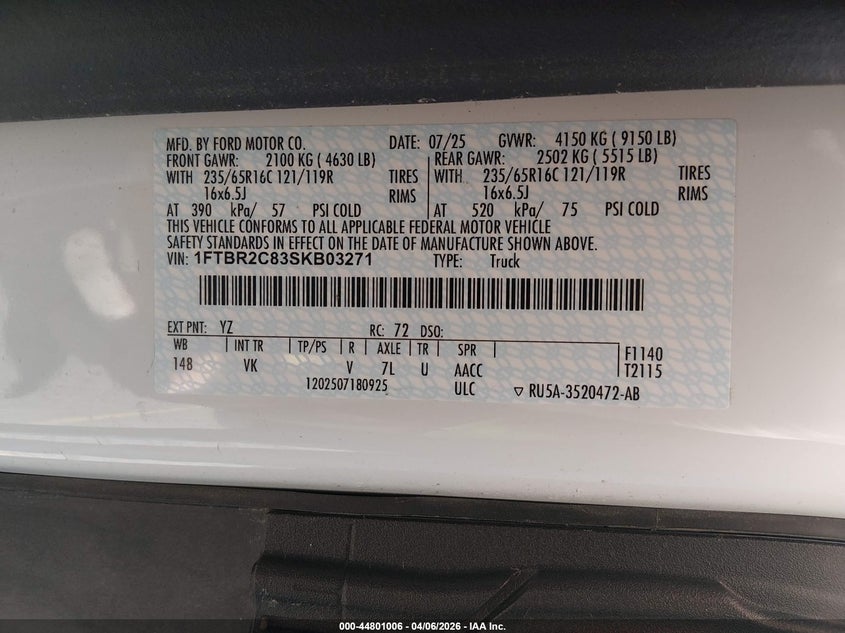 MFD. BY FORD MOTOR CO. DATE: 07/25 GVWR: 4150 KG ( 9150 LB)
FRONT GAWR: 2100 KG ( 4630 LB) REAR GAWR: 2502 KG ( 5515 LB)
WITH 235/65R16C 121/119R TIRES WITH 235/65R16C 121/119R TIRES
16x6.5J RIMS 16x6.5J RIMS
AT 390 kPa/ 57 PSI COLD AT 520 kPa/ 75 PSI COLD
THIS VEHICLE CONFORMS TO ALL APPLICABLE FEDERAL MOTOR VEHICLE
SAFETY STANDARDS IN EFFECT ON THE DATE OF MANUFACTURE SHOWN ABOVE.
VIN: 1FTBR2C83SKB03271 TYPE: Truck
EXT PNT: YZ RC: 72 DSO:
WB INT TR TP/PS R AXLE TR SPR F1140
148 VK V 7L U AACC T2115
1202507180925 ULC ▽ RU5A-3520472-AB
000-44801006 - 04/06/2026 - IAA Inc.